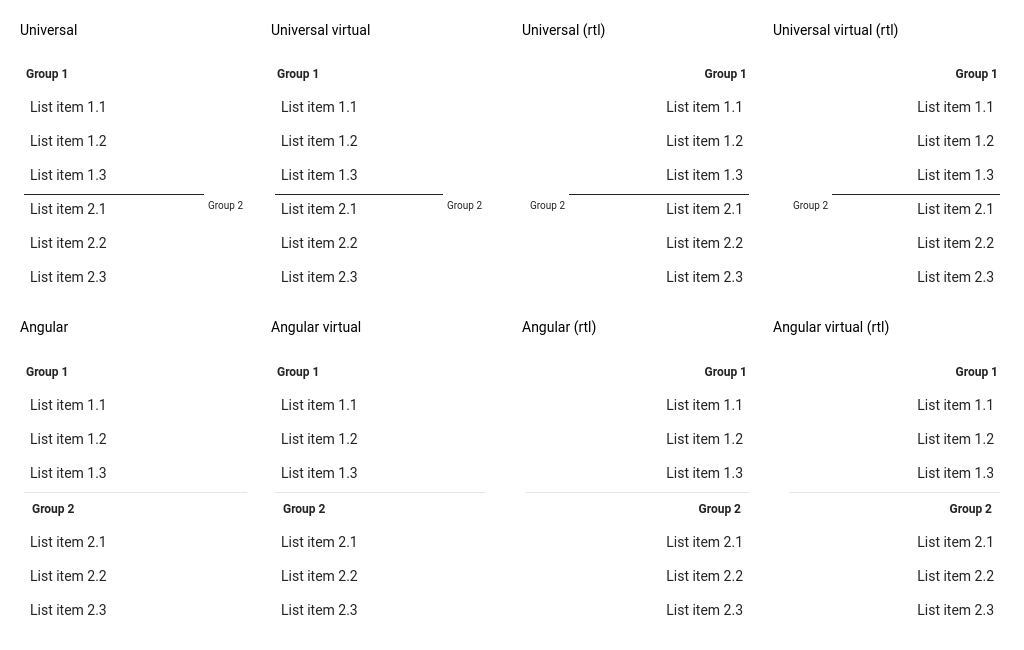 Universal
Group 1
List item 1.1
List item 1.2
List item 1.3
Group 2
List item 2.1
List item 2.2
List item 2.3
Universal virtual
Group 1
List item 1.1
List item 1.2
List item 1.3
Group 2
List item 2.1
List item 2.2
List item 2.3
Universal (rtl)
Group 1
List item 1.1
List item 1.2
List item 1.3
Group 2
List item 2.1
List item 2.2
List item 2.3
Universal virtual (rtl)
Group 1
List item 1.1
List item 1.2
List item 1.3
Group 2
List item 2.1
List item 2.2
List item 2.3
Angular
Group 1
List item 1.1
List item 1.2
List item 1.3
Group 2
List item 2.1
List item 2.2
List item 2.3
Angular virtual
Group 1
List item 1.1
List item 1.2
List item 1.3
Group 2
List item 2.1
List item 2.2
List item 2.3
Angular (rtl)
Group 1
List item 1.1
List item 1.2
List item 1.3
Group 2
List item 2.1
List item 2.2
List item 2.3
Angular virtual (rtl)
Group 1
List item 1.1
List item 1.2
List item 1.3
Group 2
List item 2.1
List item 2.2
List item 2.3